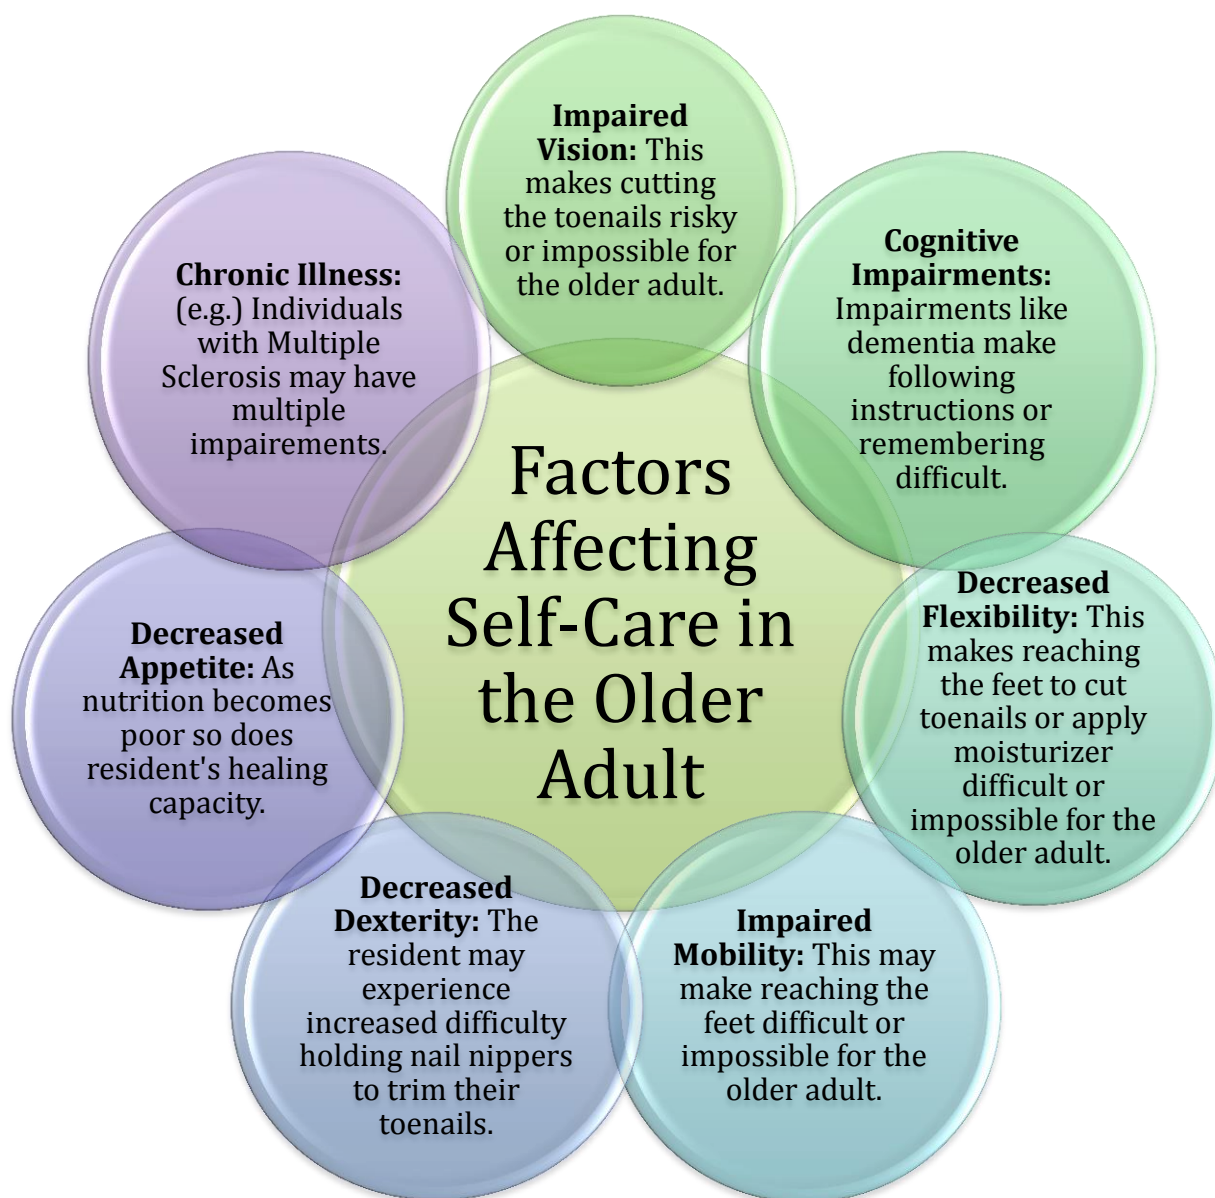 Impaired
Vision: This
makes cutting
the toenails risky
or impossible for
the older adult.
Cognitive
Impairments:
Impairments like
dementia make
following
instructions or
remembering
difficult.
Decreased
Flexibility: This
makes reaching
the feet to cut
toenails or apply
moisturizer
difficult or
impossible for the
older adult.
Impaired
Mobility: This may
make reaching the
feet difficult or
impossible for the
older adult.
Decreased
Dexterity: The
resident may
experience
increased difficulty
holding nail nippers
to trim their
toenails.
Decreased
Appetite: As
nutrition becomes
poor so does
resident's healing
capacity.
Chronic Illness:
(e.g.) Individuals
with Multiple
Sclerosis may have
multiple
impairements.
Factors
Affecting
Self-Care in
the Older
Adult